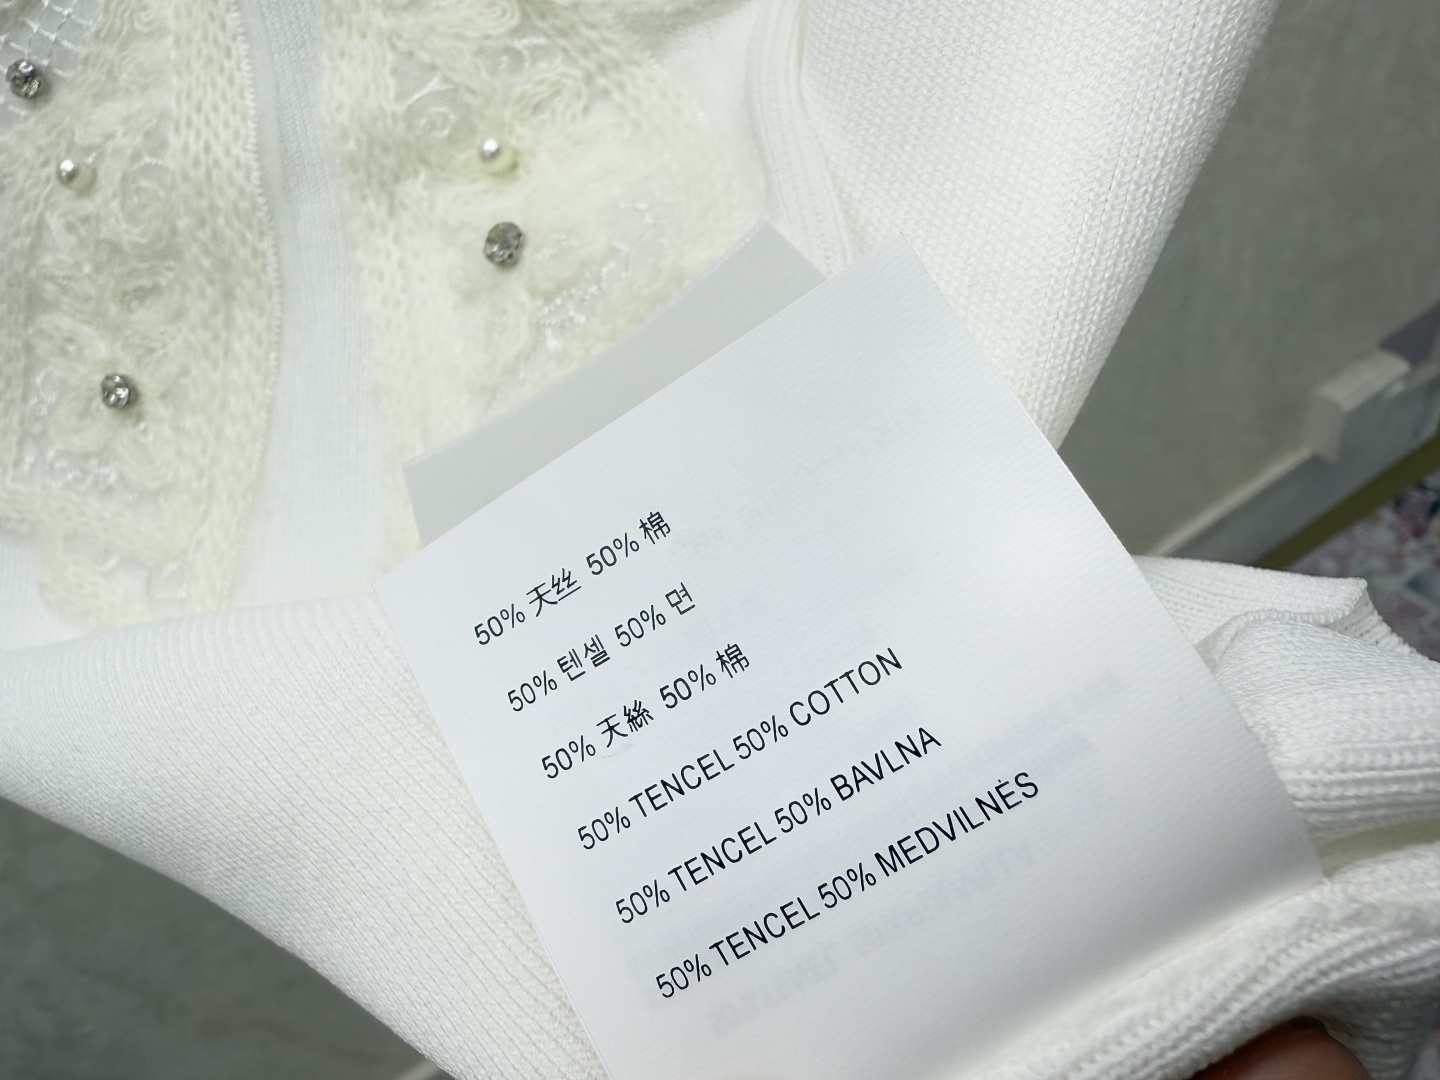 50% 天丝 50% 棉
50% 텐셀 50% 면
50% 天絲 50% 棉
50% TENCEL 50% COTTON
50% TENCEL 50% BAVLNA
50% TENCEL 50% MEDVILNĖS